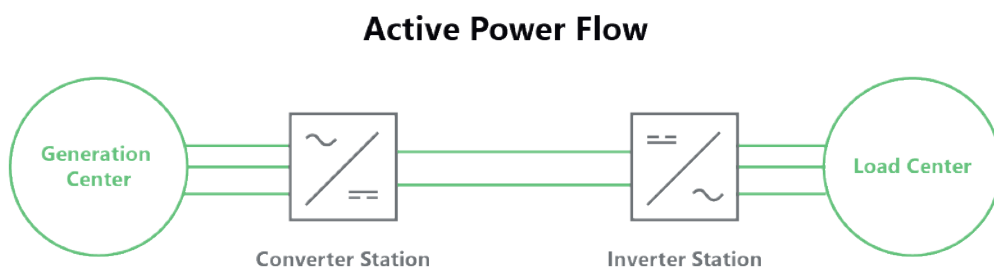 Active Power Flow
Generation
Center
Load Center
Converter Station
Inverter Station